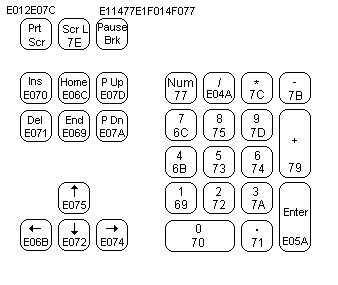 E012E07C E11477E1F014F077
Prt Scr L Pause
Scr 7E Brk
Ins Home P Up Num / * -
E070 E06C E07D 77 E04A 7C 7B
Del End P Dn 7 8 9
E071 E069 E07A 6C 75 7D +
4 5 6
6B 73 74 79
↑ 1 2 3
E075 69 72 7A Enter
← ↓ → 0 .
E06B E072 E074 70 71 E05A